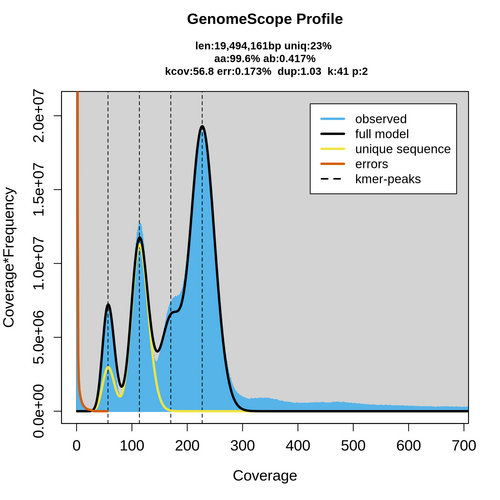 GenomeScope Profile
len:19,494,161bp uniq:23%
aa:99.6% ab:0.417%
kcov:56.8 err:0.173% dup:1.03 k:41 p:2
observed
full model
unique sequence
errors
kmer-peaks
Coverage*Frequency
2.0e+07
1.5e+07
1.0e+07
5.0e+06
0.0e+00
0 100 200 300 400 500 600 700
Coverage